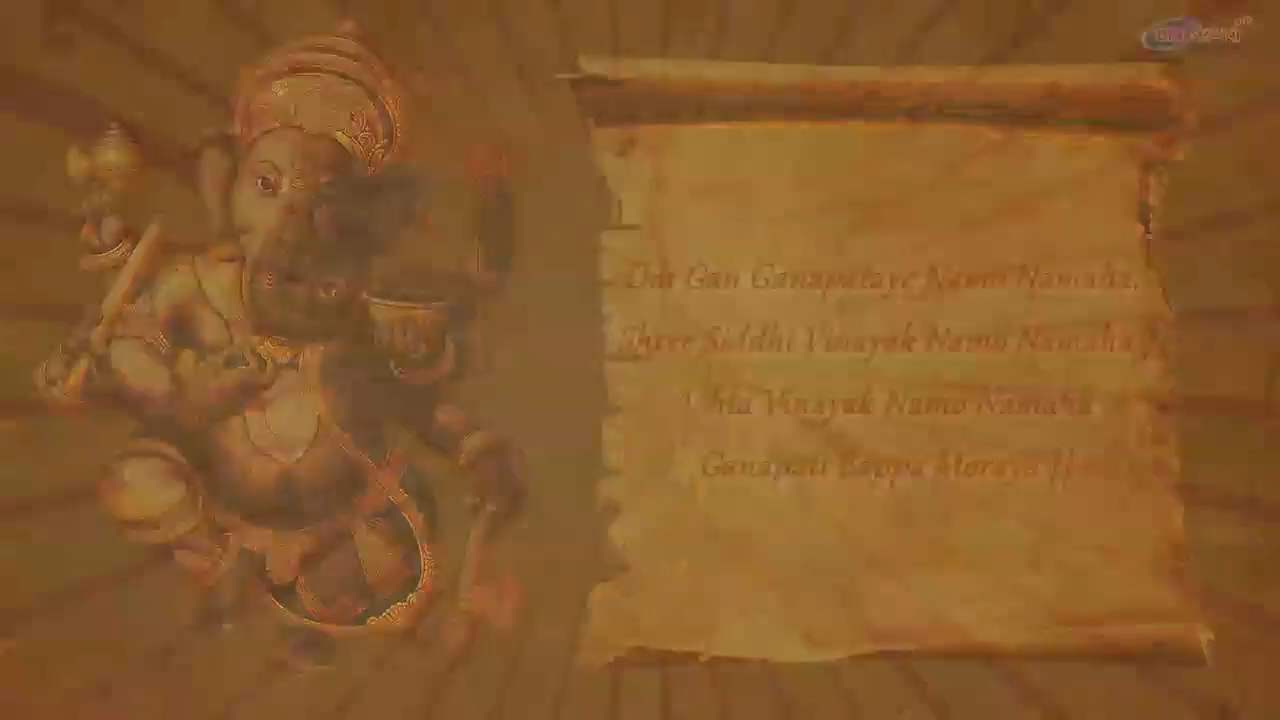 Om Gan Ganapataye Namo Namaha,
Shree Siddhi Vinayak Namo Namaha
Vinayak Namo Namaha
Ganapati Bappa Moraya ||